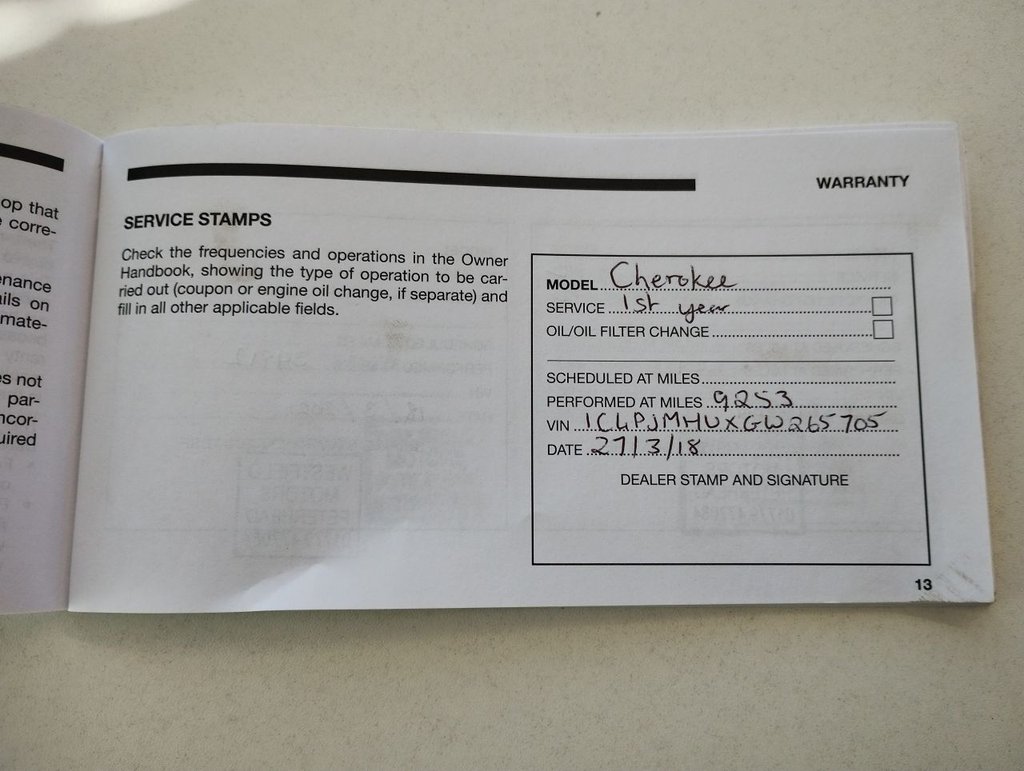 op that
e corre-
enance
ails on
mate-
es not
par-
ncor-
uired
WARRANTY
SERVICE STAMPS
Check the frequencies and operations in the Owner
Handbook, showing the type of operation to be car-
ried out (coupon or engine oil change, if separate) and
fill in all other applicable fields.
MODEL Cherokee
SERVICE 1st year
OIL/OIL FILTER CHANGE
SCHEDULED AT MILES
PERFORMED AT MILES 9253
VIN 1C4PJMHUXGW265705
DATE 27/3/18
DEALER STAMP AND SIGNATURE
13